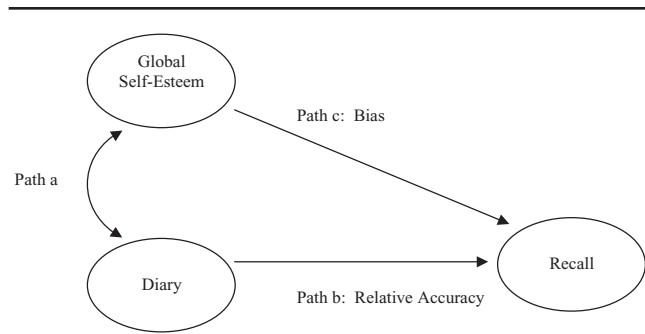 Global
Self-Esteem
Path c: Bias
Path a
Diary
Path b: Relative Accuracy
Recall